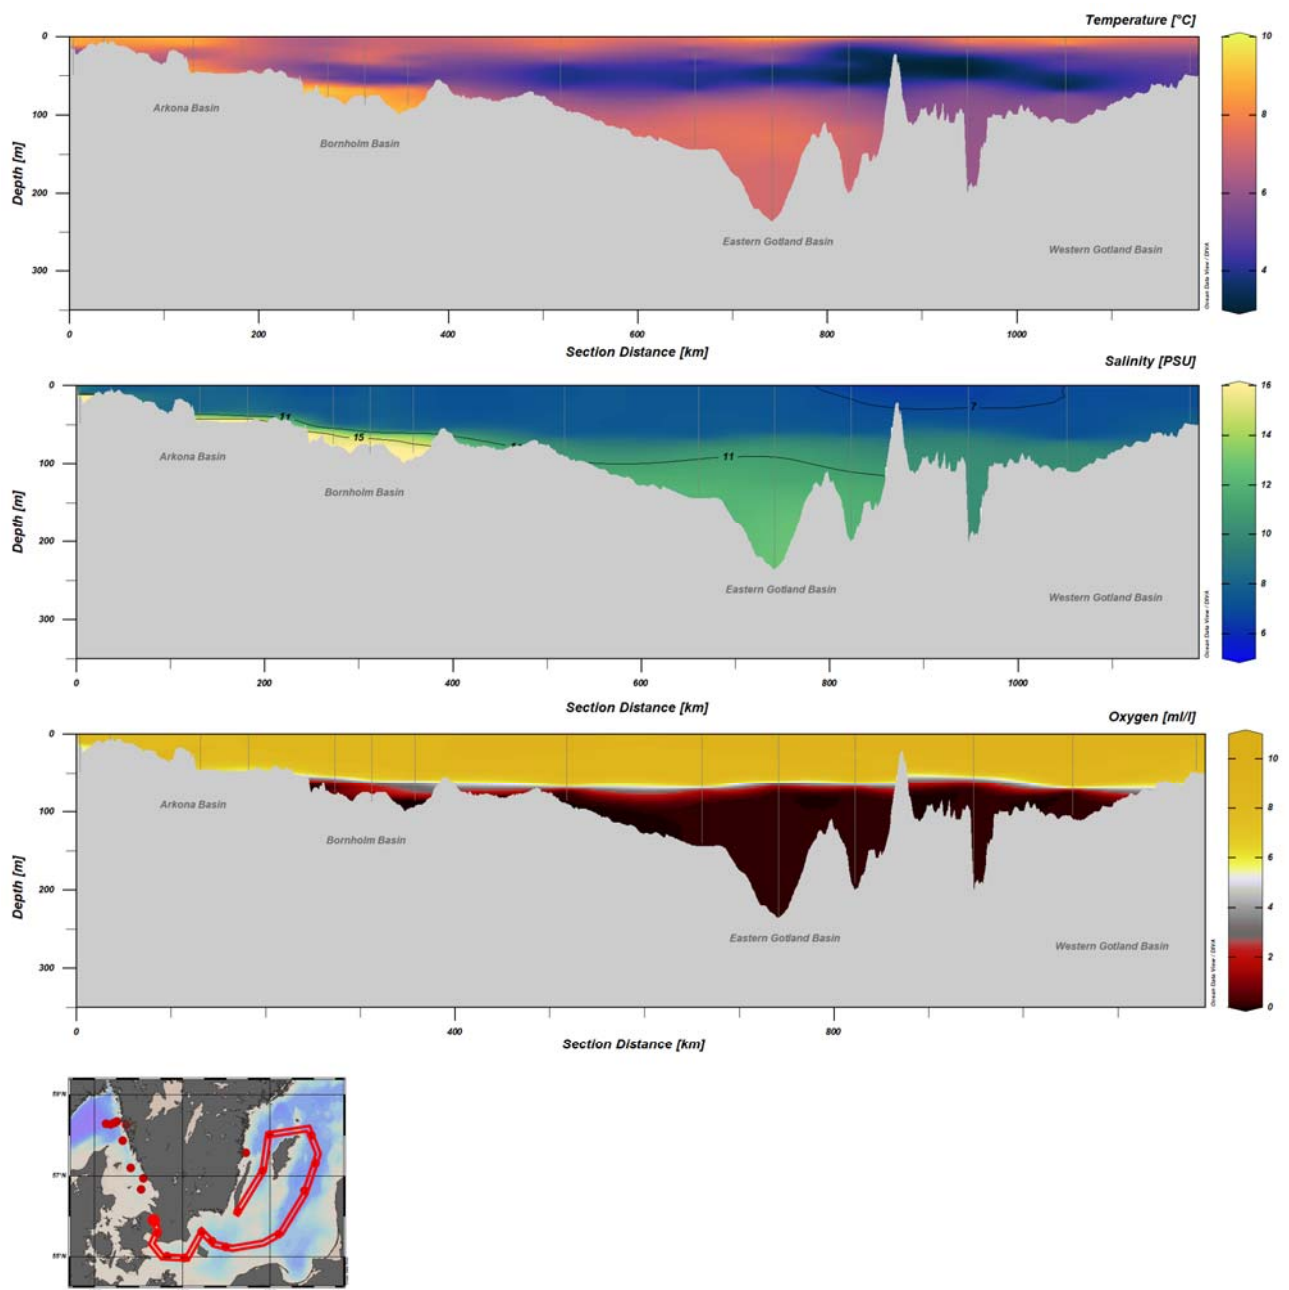 Temperature [°C]
0
100
200
300
Depth [m]
Arkona Basin
Bornholm Basin
Eastern Gotland Basin
Western Gotland Basin
Ocean Data View / DIVA
10
8
6
4
0
200
400
600
800
1000
Section Distance [km]
Salinity [PSU]
0
100
200
300
Depth [m]
11
15
11
7
Arkona Basin
Bornholm Basin
Eastern Gotland Basin
Western Gotland Basin
Ocean Data View / DIVA
16
14
12
10
8
6
0
200
400
600
800
1000
Section Distance [km]
Oxygen [ml/l]
0
100
200
300
Depth [m]
Arkona Basin
Bornholm Basin
Eastern Gotland Basin
Western Gotland Basin
Ocean Data View / DIVA
10
8
6
4
2
0
0
400
800
Section Distance [km]
57°N